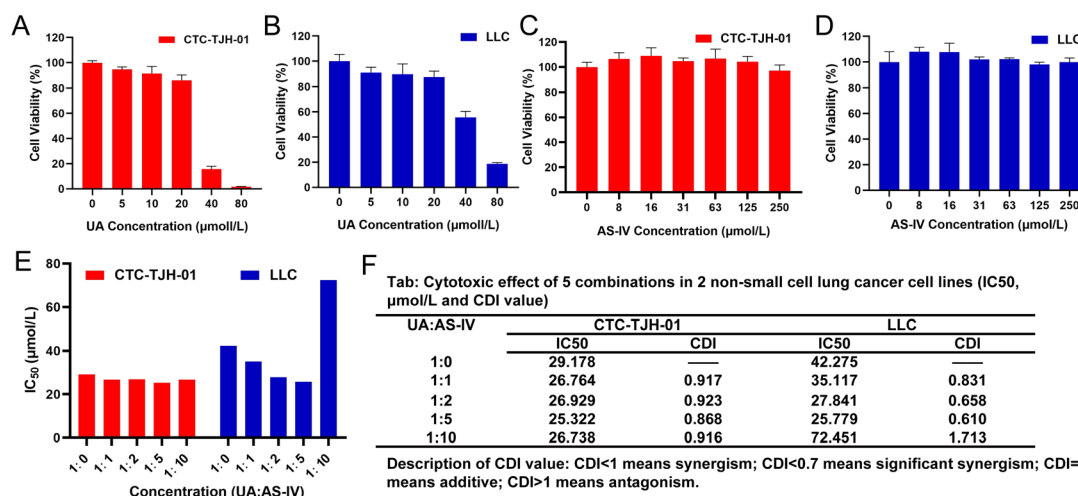 A
CTC-TJH-01
Cell Viability (%)
120
100
80
60
40
20
0
0 5 10 20 40 80
UA Concentration (μmoll/L)
B
LLC
Cell Viability (%)
120
100
80
60
40
20
0
0 5 10 20 40 80
UA Concentration (μmol/L)
C
CTC-TJH-01
Cell Viability (%)
150
100
50
0
0 8 16 31 63 125 250
AS-IV Concentration (μmol/L)
D
LLC
Cell Viability (%)
120
100
80
60
40
20
0
0 8 16 31 63 125 250
AS-IV Concentration (μmol/L)
E
CTC-TJH-01 LLC
IC50 (μmol/L)
80
60
40
20
0
1:0 1:1 1:2 1:5 1:10 1:0 1:1 1:2 1:5 1:10
Concentration (UA:AS-IV)
F
Tab: Cytotoxic effect of 5 combinations in 2 non-small cell lung cancer cell lines (IC50,
μmol/L and CDI value)
UA:AS-IV CTC-TJH-01 LLC
IC50 CDI IC50 CDI
1:0 29.178 —— 42.275 ——
1:1 26.764 0.917 35.117 0.831
1:2 26.929 0.923 27.841 0.658
1:5 25.322 0.868 25.779 0.610
1:10 26.738 0.916 72.451 1.713
Description of CDI value: CDI<1 means synergism; CDI<0.7 means significant synergism; CDI=
means additive; CDI>1 means antagonism.